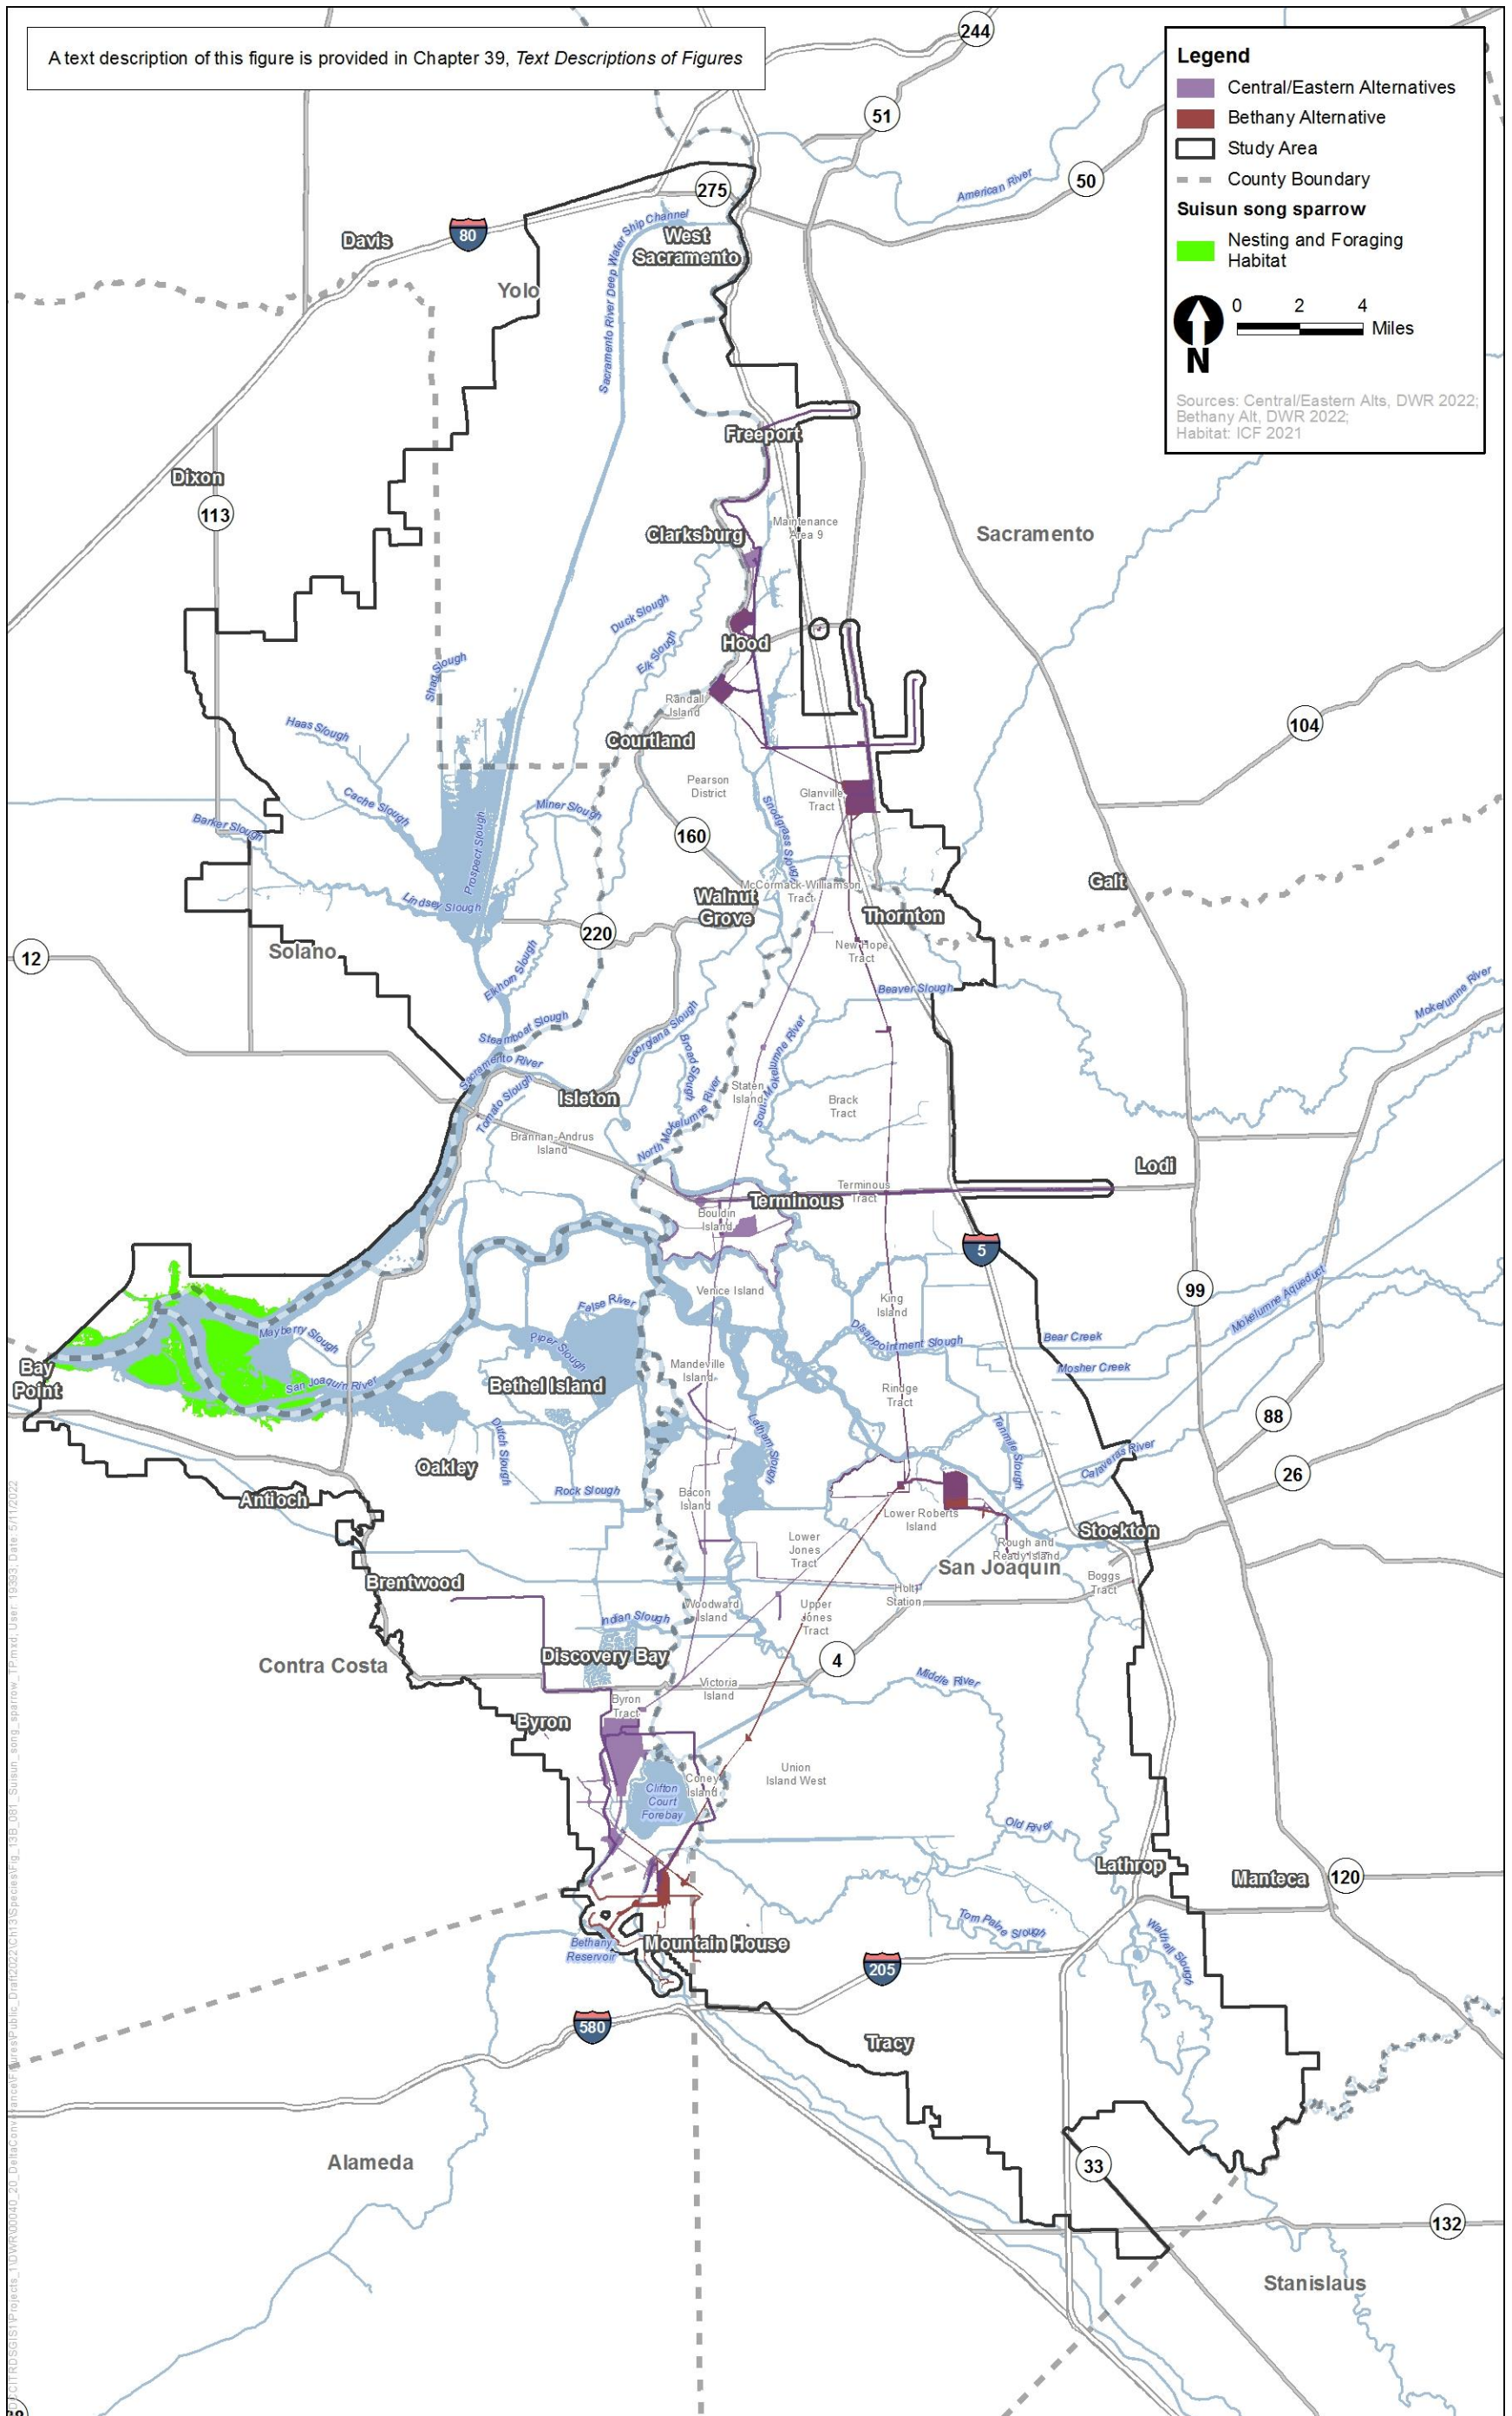 A text description of this figure is provided in Chapter 39, Text Descriptions of Figures
Legend
Central/Eastern Alternatives
Bethany Alternative
Study Area
County Boundary
Suisun song sparrow
Nesting and Foraging
Habitat
0 2 4
Miles
N
Sources: Central/Eastern Alts, DWR 2022;
Bethany Alt, DWR 2022;
Habitat: ICF 2021
244
51
50
American River
275
80
Davis
West
Sacramento
Sacramento River Deep Water Ship Channel
Yolo
Freeport
Dixon
113
Clarksburg
Maintenance
Area 9
Sacramento
Duck Slough
Elk Slough
Hood
Shag Slough
Randall
Island
Haas Slough
Courtland
104
Pearson
District
Glanville
Tract
Cache Slough
Miner Slough
Snodgrass Slough
Barker Slough
Prospect Slough
160
Lindsey Slough
Walnut
Grove
McCormack-Williamson
Tract
Galt
Thornton
220
Solano
12
New Hope
Tract
Elkhorn Slough
Beaver Slough
Mokelumne River
Steamboat Slough
Georgiana Slough
Sacramento River
Broad Slough
Tomato Slough
Isleton
Staten
Island
South Mokelumne River
Brack
Tract
North Mokelumne River
Brannan-Andrus
Island
Lodi
Terminous
Tract
Terminous
Bouldin
Island
5
99
Mokelumne Aqueduct
Venice Island
King
Island
False River
Mayberry Slough
Piper Slough
Disappointment Slough
Bear Creek
Mosher Creek
Bay
Point
San Joaquin River
Bethel Island
Mandeville
Island
Rindge
Tract
88
Dutch Slough
Latham Slough
Tenmile Slough
Calaveras River
26
Oakley
Antioch
Rock Slough
Bacon
Island
Lower Roberts
Island
Stockton
Lower
Jones
Tract
Rough and
Ready Island
San Joaquin
Boggs
Tract
Brentwood
Holt
Station
Woodward
Island
Upper
Jones
Tract
Indian Slough
Discovery Bay
Contra Costa
4
Middle River
Victoria
Island
Byron
Tract
Byron
Union
Island West
Coney
Island
Clifton
Court
Forebay
Old River
Lathrop
Manteca
120
Tom Paine Slough
Walthall Slough
Bethany
Reservoir
Mountain House
205
580
Tracy
Alameda
33
132
Stanislaus